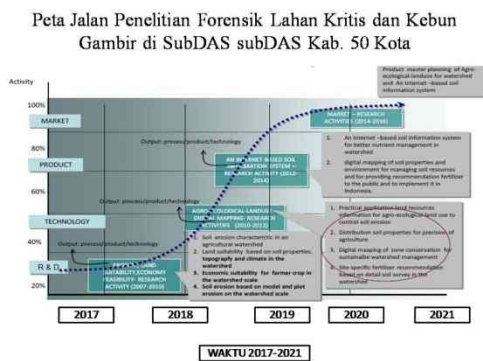 Peta Jalan Penelitian Forensik Lahan Kritis dan Kebun
Gambir di SubDAS subDAS Kab. 50 Kota
Product master planning of Agro-
ecological-landuse for watershed
and An Internet –based soil
information system
Activity
100%
MARKET
MARKET – RESEARCH
ACTIVITIES (2014-2016)
80%
Output: process/product/technology
1. An Internet –based soil information system
for better nutrient management in
watershed
2. digital mapping of soil properties and
environment for managing soil resources and
and for providing recommendation fertilizer
to the public and to implement it in
Indonesia.
PRODUCT
AN INTERNET BASED SOIL
INFORMATION SYSTEM –
RESEARCH ACTIVITY (2012-
2014)
60%
Output: process/product/technology
TECHNOLOGY
AGROECOLOGICAL-LANDUSE
DIGITAL MAPPING RESEARCH
ACTIVITIES (2010-2012)
1. Practical application land resources
information for agro-ecological-land use to
control soil erosion
2. Distribution soil properties for precision of
agriculture
3. Digital mapping of zone conservation for
sustainable watershed management
4. Site specific fertilizer recommendation
based on detail soil survey in the
watershed
40%
Output: process/product/technology
Soil erosion characteristic in an
agricultural watershed
2. Land suitability based on soil properties,
topography and climate in
the watershed
3. Economic suitability for farmer crop in
the watershed scale
4. Soil erosion based on model and plot
erosion on the watershed scale
R & D
SUITABILITY, ECONOMY
FEASIBILITY- RESEARCH
ACTIVITY (2007-2010)
20%
2017 2018 2019 2020 2021
WAKTU 2017-2021